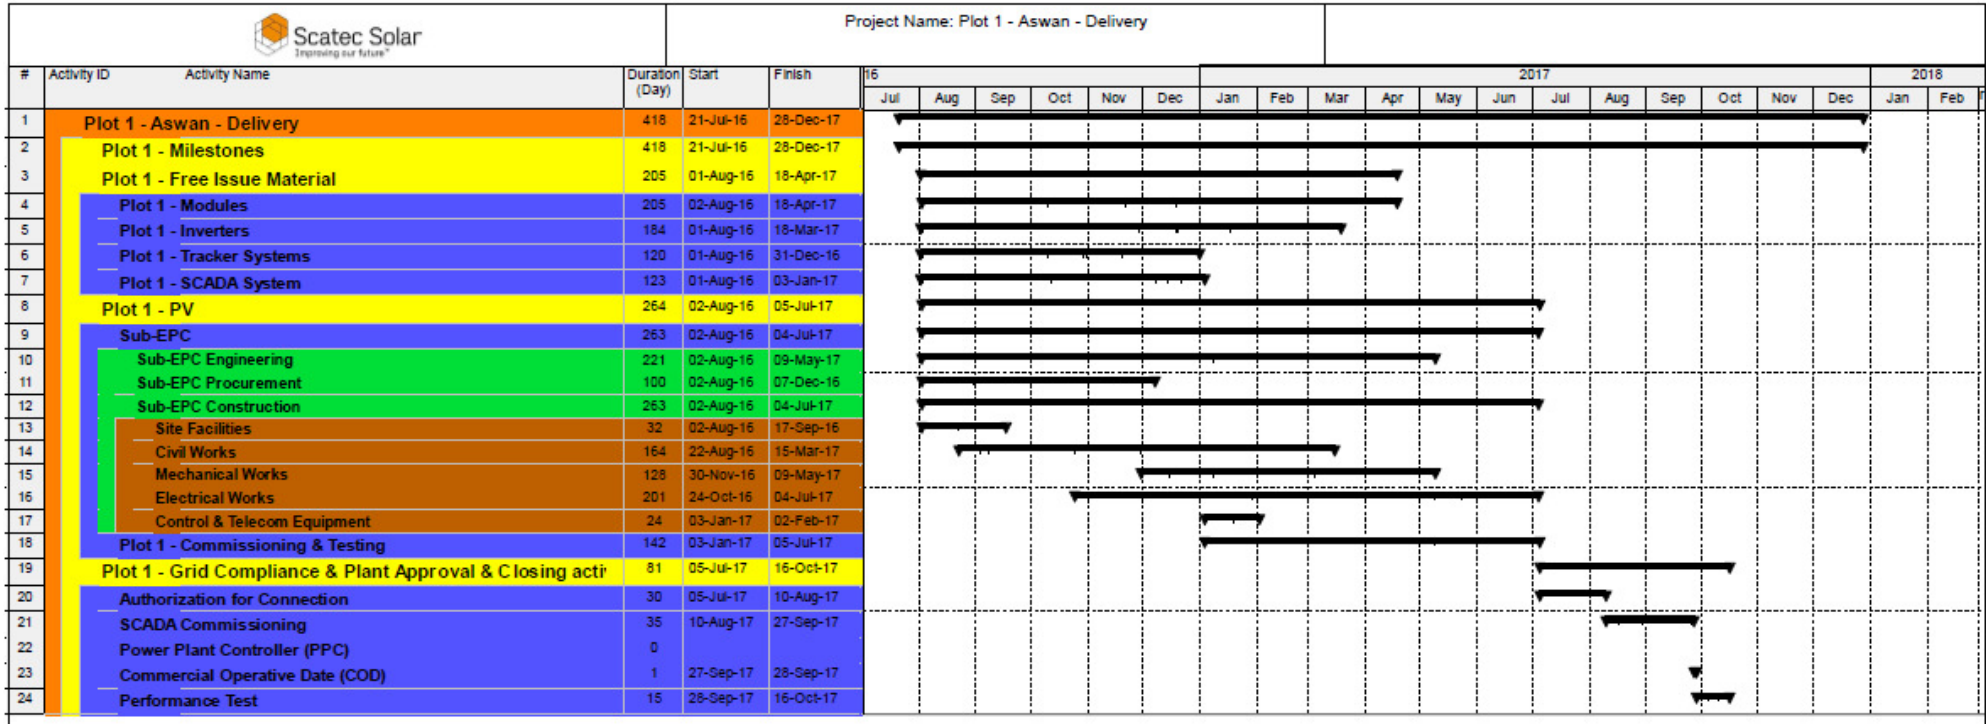 Scatec Solar
Improving our future™
Project Name: Plot 1 - Aswan - Delivery
# Activity ID Activity Name Duration (Day) Start Finish 16 2017 2018
Jul Aug Sep Oct Nov Dec Jan Feb Mar Apr May Jun Jul Aug Sep Oct Nov Dec Jan Feb
1 Plot 1 - Aswan - Delivery 418 21-Jul-16 28-Dec-17
2 Plot 1 - Milestones 418 21-Jul-16 28-Dec-17
3 Plot 1 - Free Issue Material 205 01-Aug-16 18-Apr-17
4 Plot 1 - Modules 205 02-Aug-16 18-Apr-17
5 Plot 1 - Inverters 184 01-Aug-16 18-Mar-17
6 Plot 1 - Tracker Systems 120 01-Aug-16 31-Dec-16
7 Plot 1 - SCADA System 123 01-Aug-16 03-Jan-17
8 Plot 1 - PV 264 02-Aug-16 05-Jul-17
9 Sub-EPC 263 02-Aug-16 04-Jul-17
10 Sub-EPC Engineering 221 02-Aug-16 09-May-17
11 Sub-EPC Procurement 100 02-Aug-16 07-Dec-16
12 Sub-EPC Construction 263 02-Aug-16 04-Jul-17
13 Site Facilities 32 02-Aug-16 17-Sep-16
14 Civil Works 164 22-Aug-16 15-Mar-17
15 Mechanical Works 128 30-Nov-16 09-May-17
16 Electrical Works 201 24-Oct-16 04-Jul-17
17 Control & Telecom Equipment 24 03-Jan-17 02-Feb-17
18 Plot 1 - Commissioning & Testing 142 03-Jan-17 05-Jul-17
19 Plot 1 - Grid Compliance & Plant Approval & Closing activ 81 05-Jul-17 16-Oct-17
20 Authorization for Connection 30 05-Jul-17 10-Aug-17
21 SCADA Commissioning 35 10-Aug-17 27-Sep-17
22 Power Plant Controller (PPC) 0
23 Commercial Operative Date (COD) 1 27-Sep-17 28-Sep-17
24 Performance Test 15 28-Sep-17 16-Oct-17